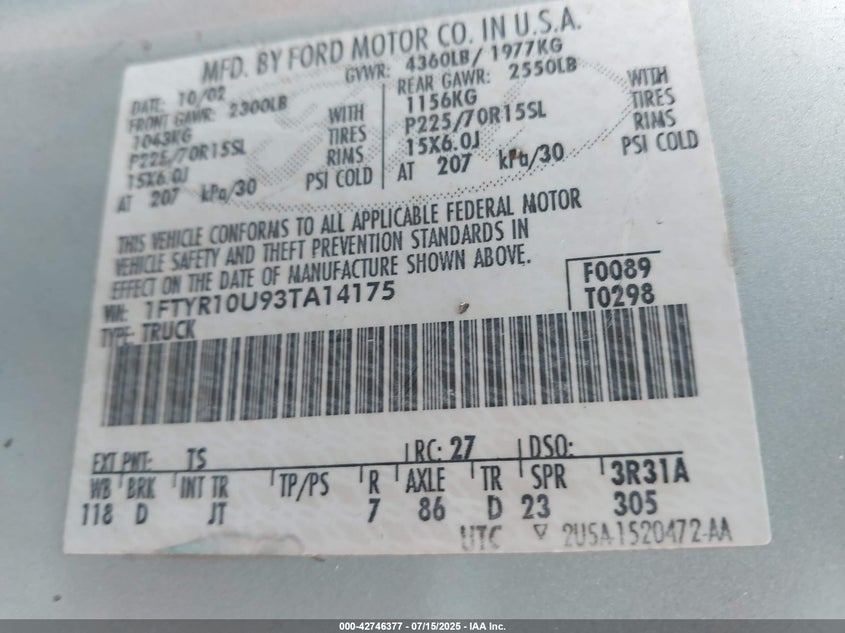 MFD. BY FORD MOTOR CO. IN U.S.A.
DATE: 10/02 GVWR: 4360LB/ 1977KG
FRONT GAWR: 2300LB REAR GAWR: 2550LB
1043KG WITH 1156KG WITH
P225/70R15SL TIRES P225/70R15SL TIRES
15X6.0J RIMS 15X6.0J RIMS
AT 207 kPa/30 PSI COLD AT 207 kPa/30 PSI COLD
THIS VEHICLE CONFORMS TO ALL APPLICABLE FEDERAL MOTOR
VEHICLE SAFETY AND THEFT PREVENTION STANDARDS IN
EFFECT ON THE DATE OF MANUFACTURE SHOWN ABOVE.
VIN: 1FTYR10U93TA14175 F0089
TYPE: TRUCK T0298
EXT PNT: TS RC: 27 DSO:
WB BRK INT TR TP/PS R AXLE TR SPR 3R31A
118 D JT 7 86 D 23 305
UTC 2U5A-1520472-AA
000-42746377 - 07/15/2025 - IAA Inc.